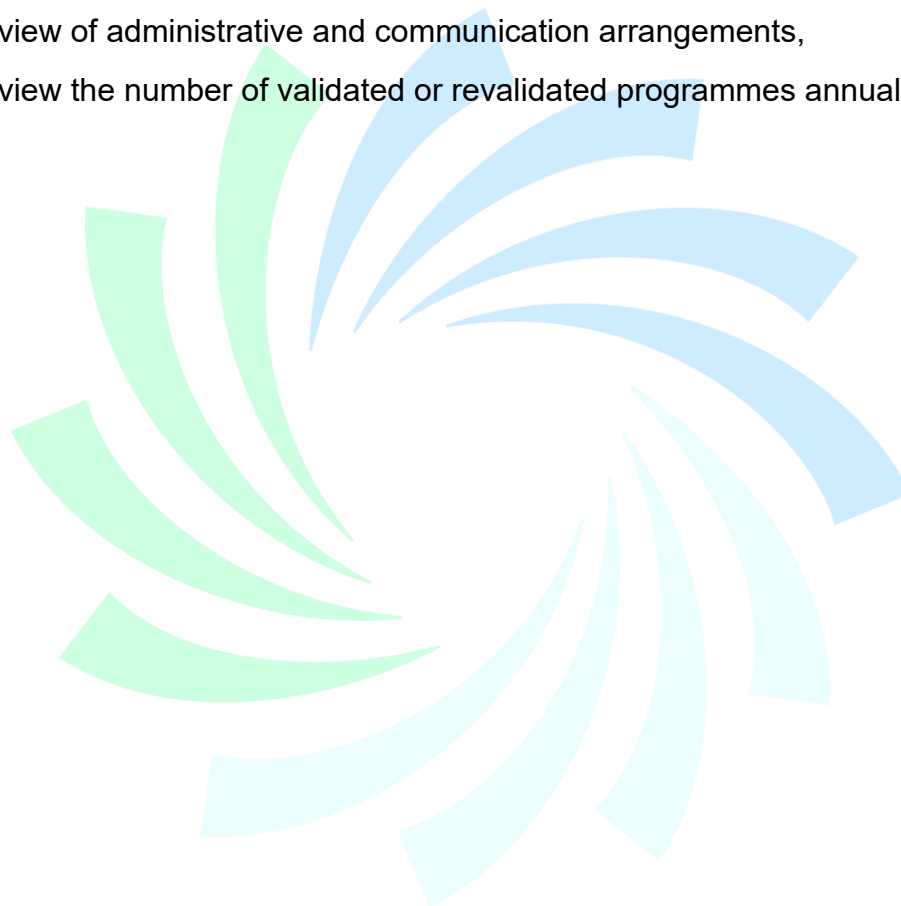 view of administrative and communication arrangements,
view the number of validated or revalidated programmes annual